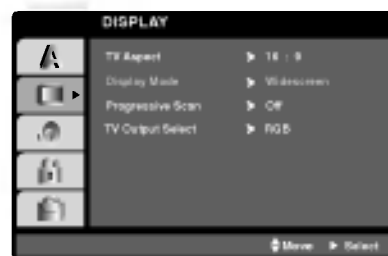 DISPLAY
TV Aspect 16 : 9
Display Mode Widescreen
Progressive Scan Off
TV Output Select RGB
Move Select